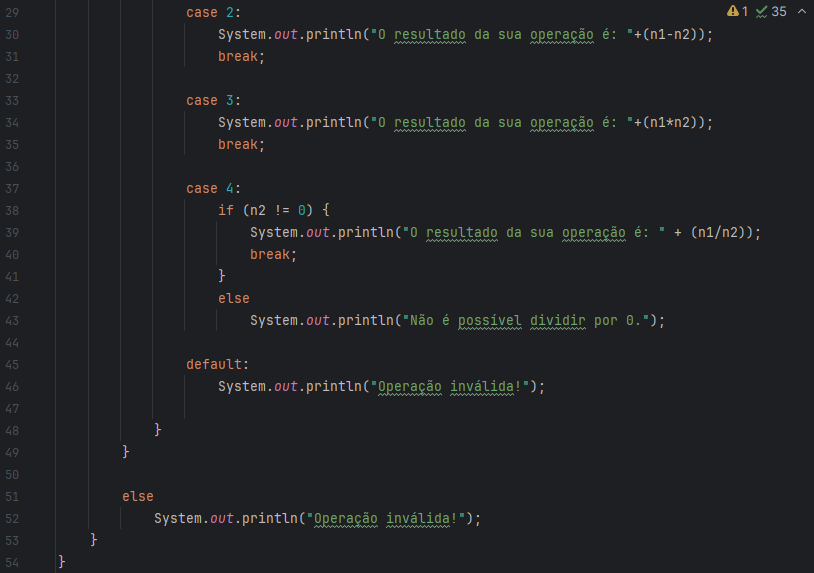 ⚠1 ✓35
29 case 2:
30 System.out.println("O resultado da sua operação é: "+(n1-n2));
31 break;
32
33 case 3:
34 System.out.println("O resultado da sua operação é: "+(n1*n2));
35 break;
36
37 case 4:
38 if (n2 != 0) {
39 System.out.println("O resultado da sua operação é: " + (n1/n2));
40 break;
41 }
42 else
43 System.out.println("Não é possível dividir por 0.");
44
45 default:
46 System.out.println("Operação inválida!");
47
48 }
49 }
50
51 else
52 System.out.println("Operação inválida!");
53 }
54 }